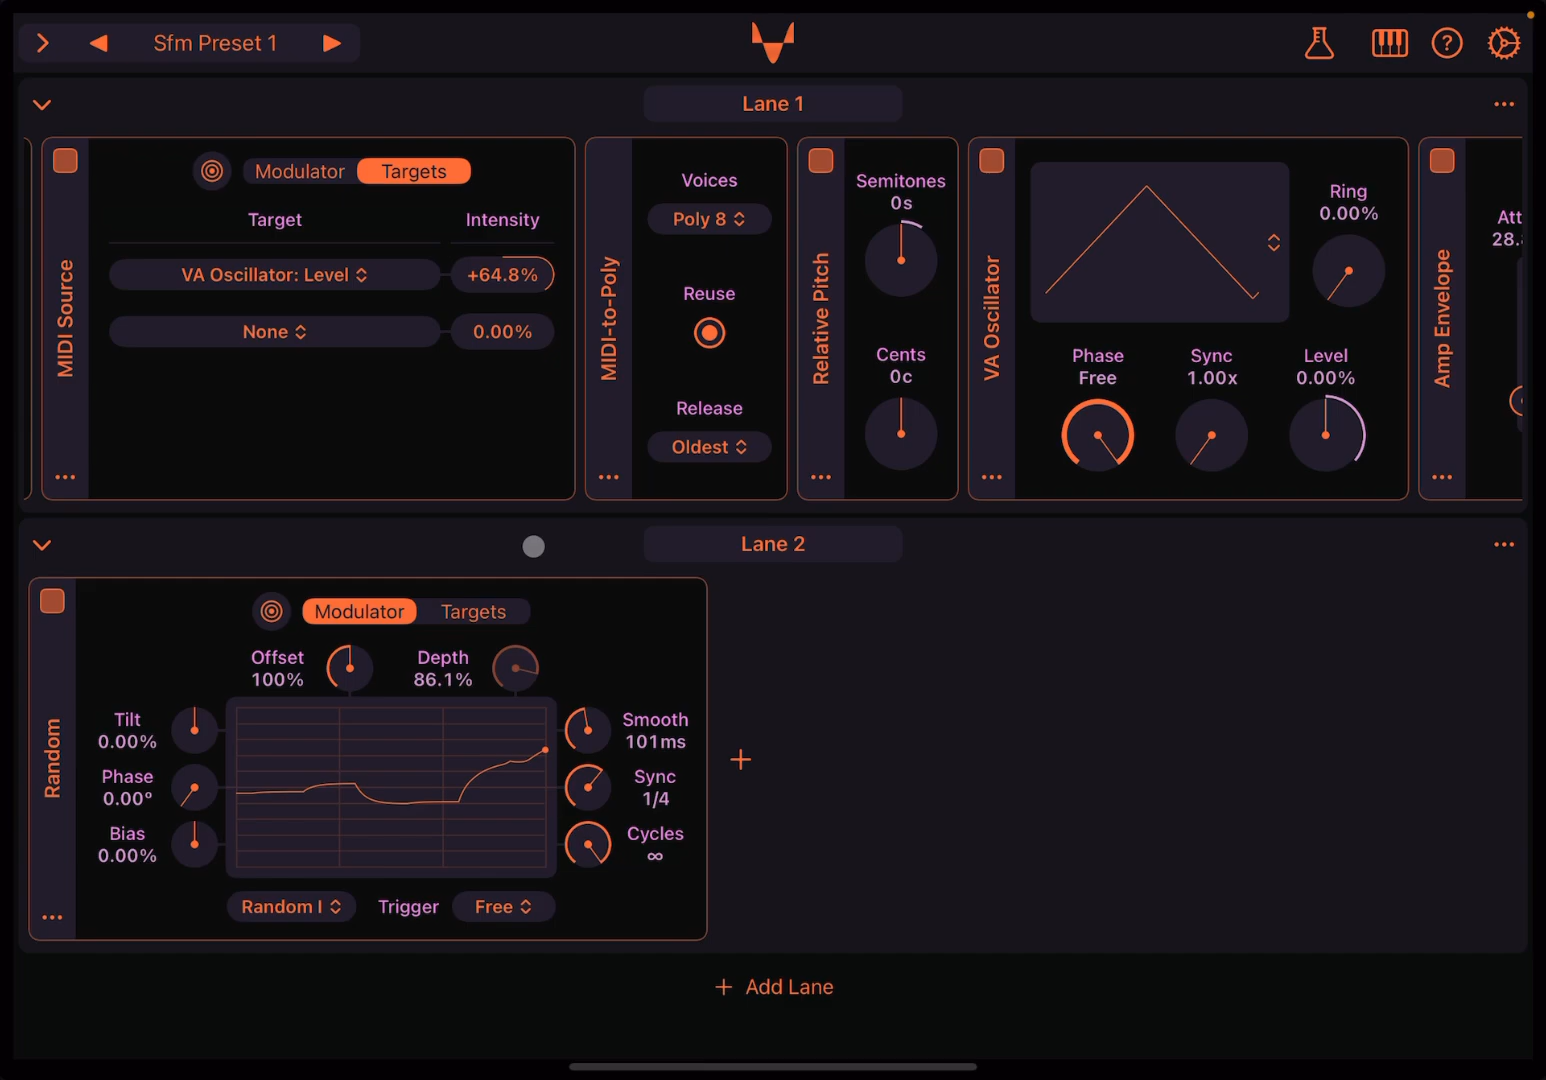 Sfm Preset 1
Lane 1
MIDI Source
Modulator Targets
Target Intensity
VA Oscillator: Level +64.8%
None 0.00%
MIDI-to-Poly
Voices
Poly 8
Reuse
Release
Oldest
Relative Pitch
Semitones
0s
Cents
0c
VA Oscillator
Ring
0.00%
Phase Sync Level
Free 1.00x 0.00%
Amp Envelope
Att
28.
Lane 2
Random
Modulator Targets
Offset Depth
100% 86.1%
Tilt Smooth
0.00% 101ms
Phase Sync
0.00° 1/4
Bias Cycles
0.00% ∞
Random I Trigger Free
+ Add Lane